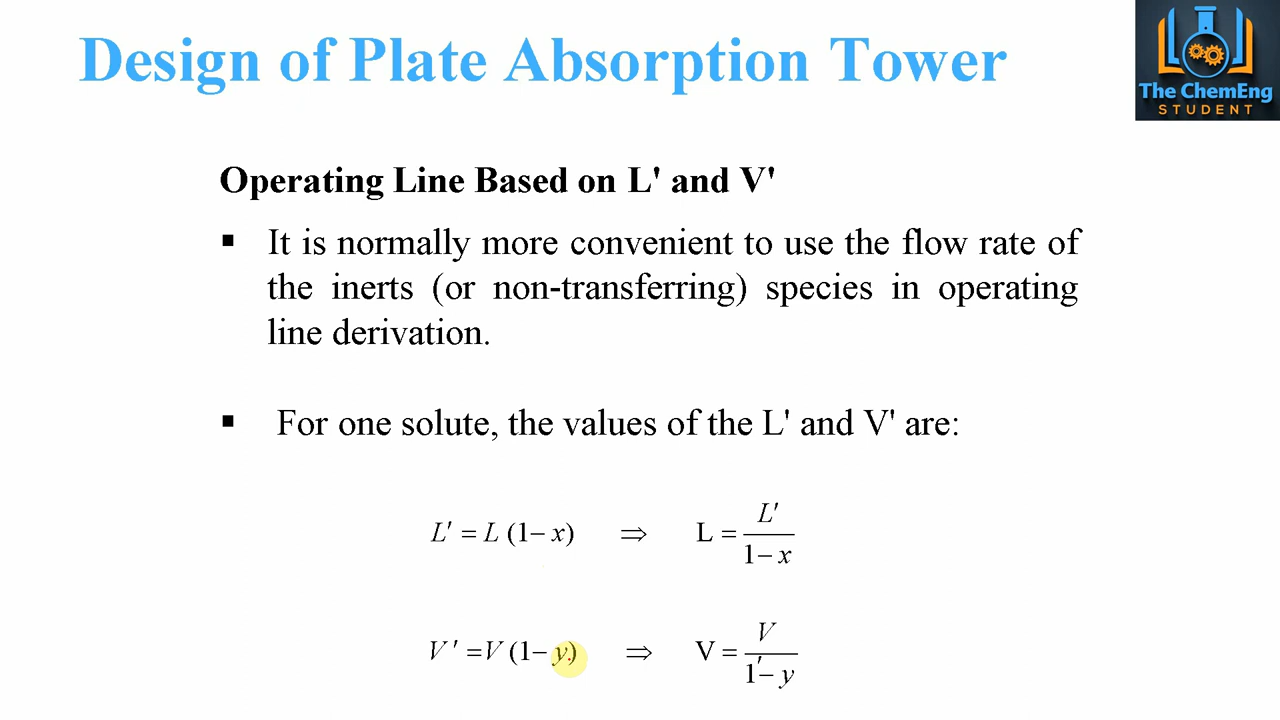 Design of Plate Absorption Tower
The ChemEng
STUDENT
Operating Line Based on L' and V'
▪ It is normally more convenient to use the flow rate of
the inerts (or non-transferring) species in operating
line derivation.
▪ For one solute, the values of the L' and V' are:
L' = L (1− x) ⇒ L = L' / 1− x
V' = V (1− y) ⇒ V = V' / 1− y